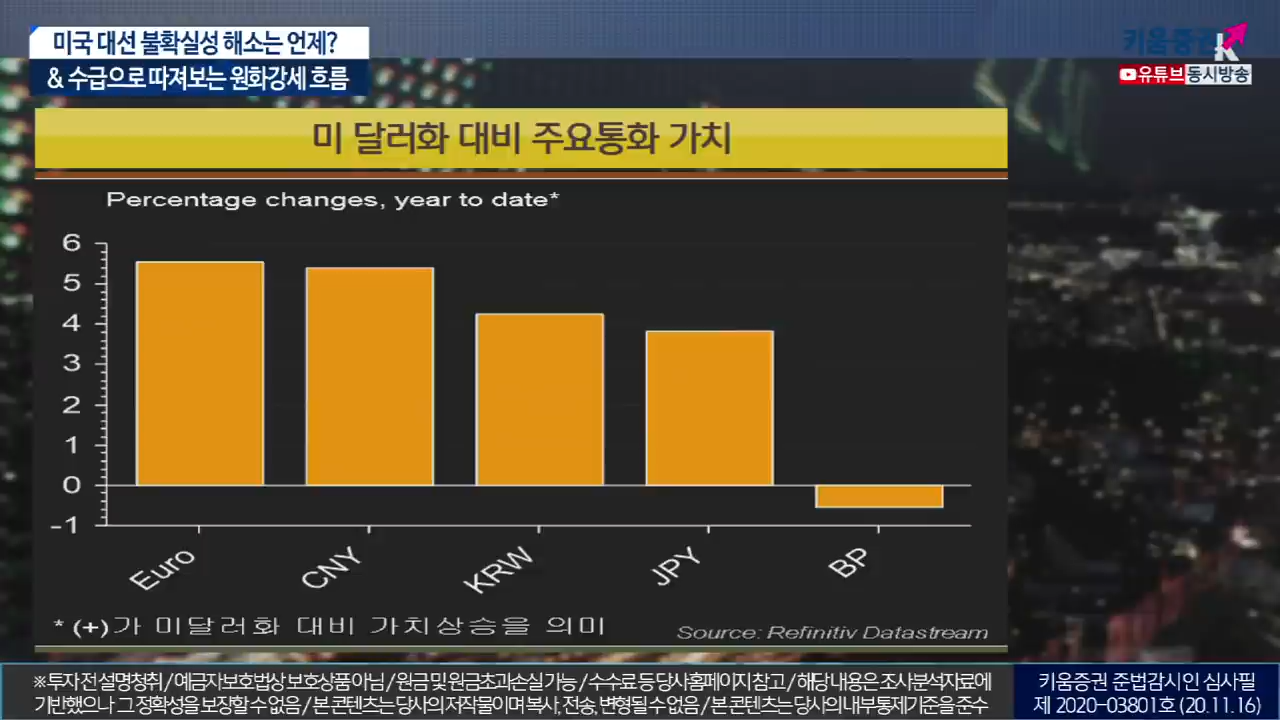 미국 대선 불확실성 해소는 언제?
& 수급으로 따져보는 원화강세 흐름
키움증권
유튜브 동시방송
미 달러화 대비 주요통화 가치
Percentage changes, year to date*
6
5
4
3
2
1
0
-1
Euro CNY KRW JPY BP
* (+)가 미달러화 대비 가치상승을 의미
Source: Refinitiv Datastream
※투자 전 설명청취 / 예금자보호법상 보호상품 아님 / 원금 및 원금초과손실 가능 / 수수료 등 당사홈페이지 참고 / 해당 내용은 조사분석자료에
기반했으나 그 정확성을 보장할 수 없음 / 본 콘텐츠는 당사의 저작물이며 복사, 전송, 변형될 수 없음 / 본 콘텐츠는 당사의 내부통제기준을 준수
키움증권 준법감시인 심사필
제 2020-03801호 (20.11.16)